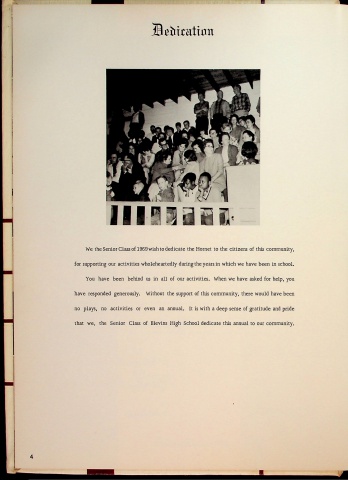 Dedication
We the Senior Class of 1969 wish to dedicate the Hornet to the citizens of this community,
for supporting our activities wholeheartedly during the years in which we have been in school.
You have been behind us in all of our activities. When we have asked for help, you
have responded generously. Without the support of this community, there would have been
no plays, no activities or even an annual. It is with a deep sense of gratitude and pride
that we, the Senior Class of Blevins High School dedicate this annual to our community.
4